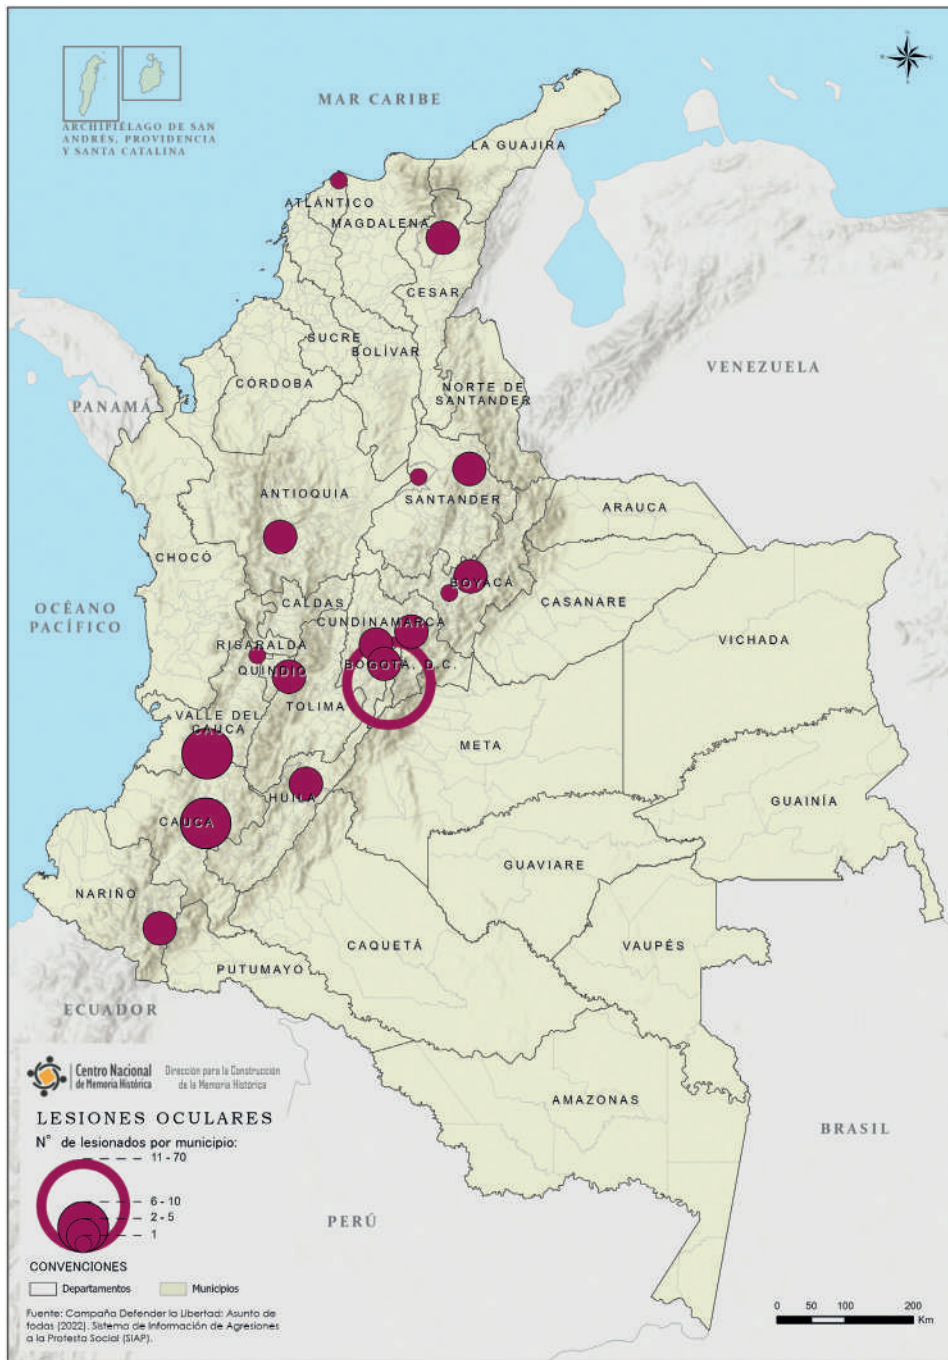 MAR CARIBE
ARCHIPIÉLAGO DE SAN
ANDRÉS, PROVIDENCIA
Y SANTA CATALINA
LA GUAJIRA
ATLÁNTICO
MAGDALENA
CESAR
SUCRE
BOLÍVAR
VENEZUELA
CÓRDOBA
NORTE DE
SANTANDER
PANAMÁ
ANTIOQUIA
SANTANDER
ARAUCA
CHOCÓ
BOYACÁ
CASANARE
CALDAS
OCÉANO
PACÍFICO
CUNDINAMARCA
VICHADA
RISARALDA
BOGOTÁ, D.C.
QUINDIO
TOLIMA
VALLE DEL
CAUCA
META
HUILA
GUAINÍA
CAUCA
GUAVIARE
NARIÑO
CAQUETÁ
VAUPÉS
PUTUMAYO
ECUADOR
Centro Nacional
de Memoria Histórica
Dirección para la Construcción
de la Memoria Histórica
AMAZONAS
LESIONES OCULARES
BRASIL
N° de lesionados por municipio:
11 - 70
6 - 10
2 - 5
1
PERÚ
CONVENCIONES
Departamentos
Municipios
Fuente: Campaña Defender la Libertad: Asunto de
todas (2022). Sistema de Información de Agresiones
a la Protesta Social (SIAP).
0 50 100 200
Km